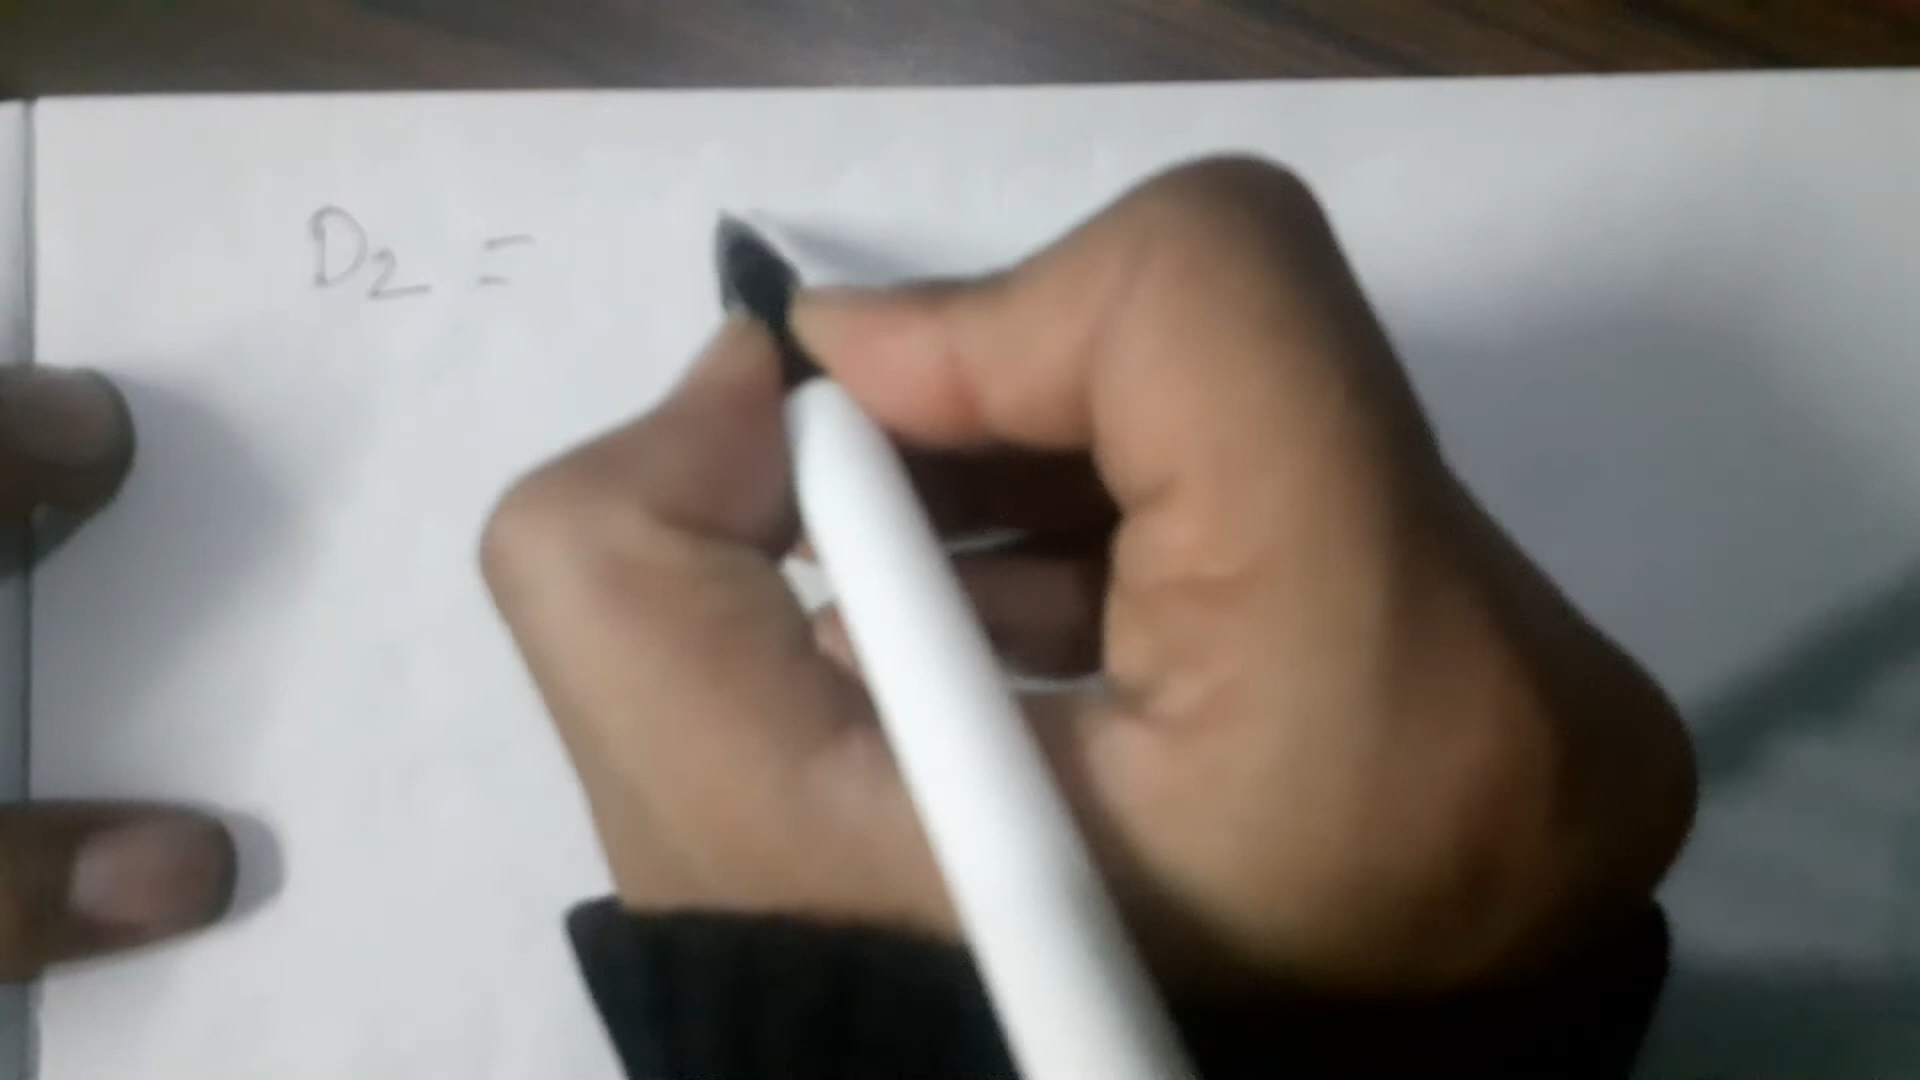 D₂ =